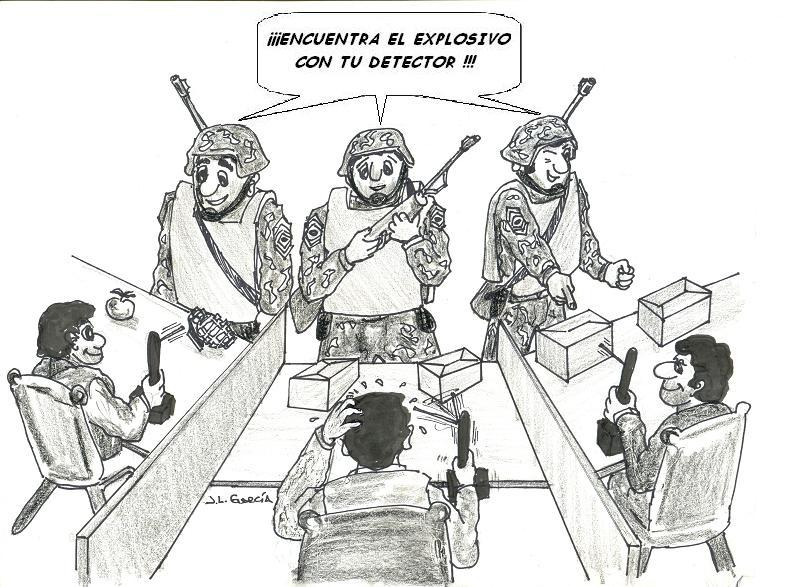 ¡¡¡ENCUENTRA EL EXPLOSIVO
CON TU DETECTOR !!!
J.L. García